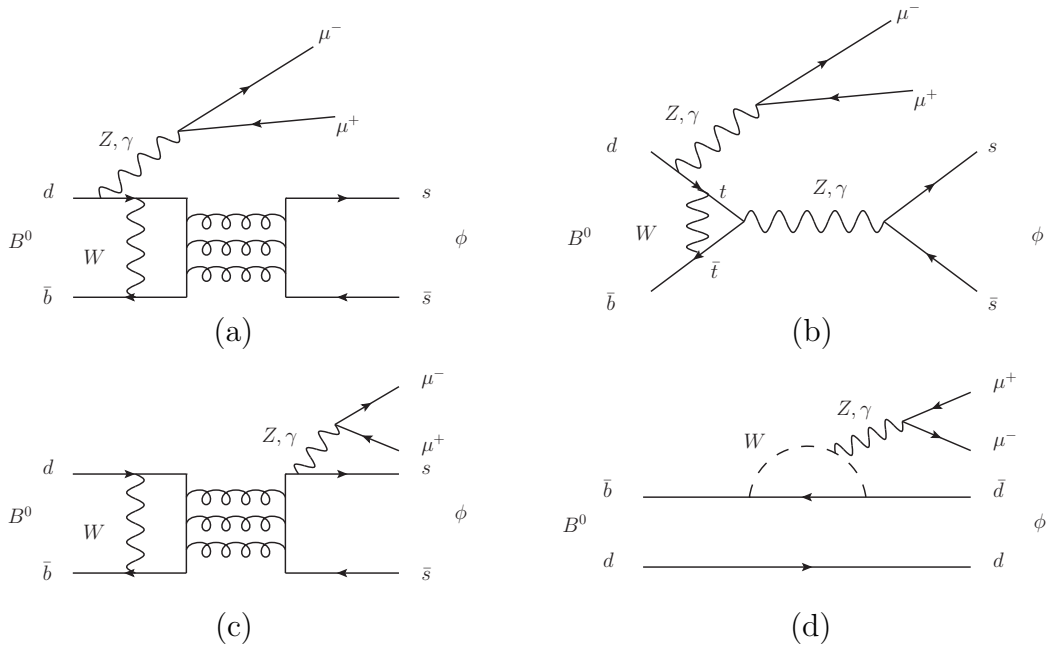 μ⁻
μ⁺
Z, γ
d
s
B⁰
W
ϕ
b̄
s̄
(a)
μ⁻
μ⁺
Z, γ
d
s
t
Z, γ
B⁰
W
ϕ
t̄
b̄
s̄
(b)
μ⁻
Z, γ
μ⁺
d
s
B⁰
W
ϕ
b̄
s̄
(c)
μ⁺
Z, γ
W
μ⁻
b̄
d̄
B⁰
ϕ
d
d
(d)